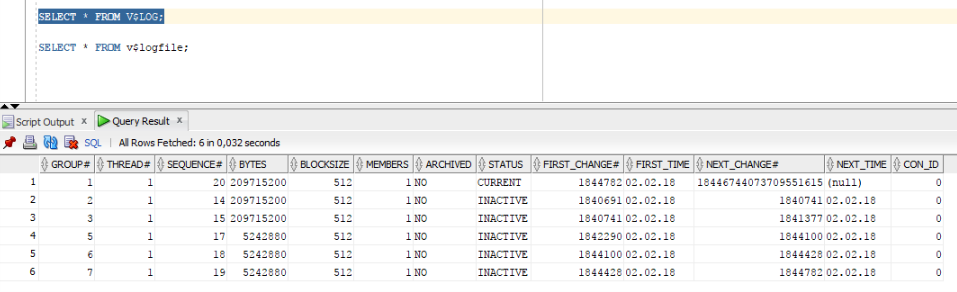 SELECT * FROM V$LOG;
SELECT * FROM v$logfile;
Script Output x Query Result x
SQL | All Rows Fetched: 6 in 0,032 seconds
GROUP# THREAD# SEQUENCE# BYTES BLOCKSIZE MEMBERS ARCHIVED STATUS FIRST_CHANGE# FIRST_TIME NEXT_CHANGE# NEXT_TIME CON_ID
1 1 1 20 209715200 512 1 NO CURRENT 1844782 02.02.18 18446744073709551615 (null) 0
2 2 1 14 209715200 512 1 NO INACTIVE 1840691 02.02.18 1840741 02.02.18 0
3 3 1 15 209715200 512 1 NO INACTIVE 1840741 02.02.18 1841377 02.02.18 0
4 5 1 17 5242880 512 1 NO INACTIVE 1842290 02.02.18 1844100 02.02.18 0
5 6 1 18 5242880 512 1 NO INACTIVE 1844100 02.02.18 1844428 02.02.18 0
6 7 1 19 5242880 512 1 NO INACTIVE 1844428 02.02.18 1844782 02.02.18 0